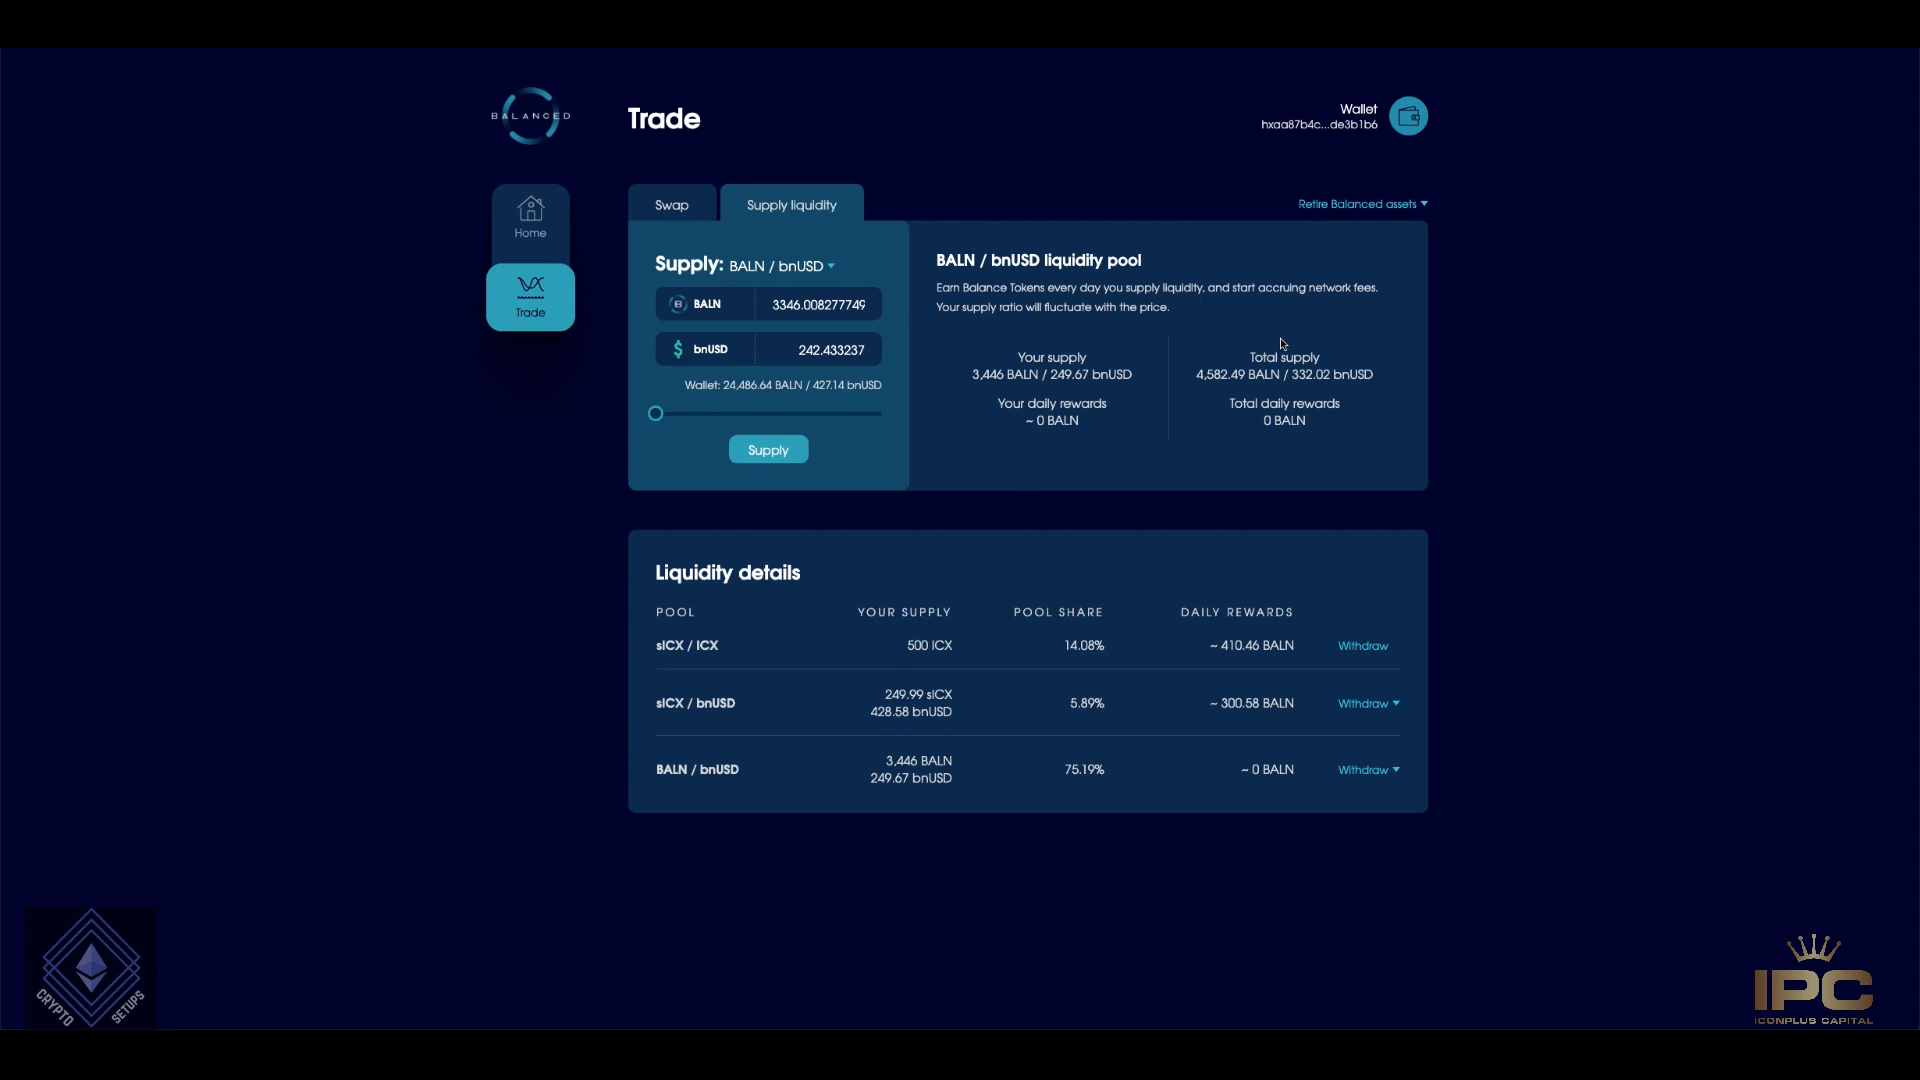 BALANCED
Trade
Wallet
hxaa87b4c...de3b1b6
Home
Trade
Swap
Supply liquidity
Retire Balanced assets
Supply: BALN / bnUSD
BALN
3346.008277749
bnUSD
242.433237
Wallet: 24,486.64 BALN / 427.14 bnUSD
Supply
BALN / bnUSD liquidity pool
Earn Balance Tokens every day you supply liquidity, and start accruing network fees.
Your supply ratio will fluctuate with the price.
Your supply
3,446 BALN / 249.67 bnUSD
Your daily rewards
~ 0 BALN
Total supply
4,582.49 BALN / 332.02 bnUSD
Total daily rewards
0 BALN
Liquidity details
POOL YOUR SUPPLY POOL SHARE DAILY REWARDS
sICX / ICX 500 ICX 14.08% ~ 410.46 BALN Withdraw
sICX / bnUSD 249.99 sICX 5.89% ~ 300.58 BALN Withdraw
428.58 bnUSD
BALN / bnUSD 3,446 BALN 75.19% ~ 0 BALN Withdraw
249.67 bnUSD
CRYPTO SETUPS
IPC
ICONPLUS CAPITAL